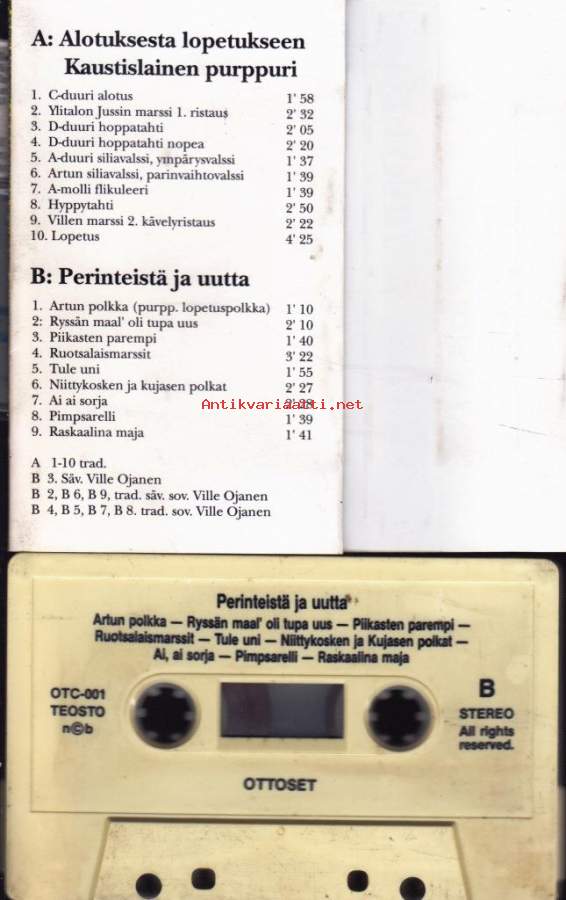 A: Alotuksesta lopetukseen
Kaustislainen purppuri
1. C-duuri alotus 1' 58
2. Ylitalon Jussin marssi 1. ristaus 2' 32
3. D-duuri hoppatahti 2' 05
4. D-duuri hoppatahti nopea 2' 20
5. A-duuri siliavalssi, ympärysvalssi 1' 37
6. Artun siliavalssi, parinvaihtovalssi 1' 39
7. A-molli flikuleeri 1' 39
8. Hyppytahti 2' 50
9. Villen marssi 2. kävelyristaus 2' 22
10. Lopetus 4' 25
B: Perinteistä ja uutta
1. Artun polkka (purpp. lopetuspolkka) 1' 10
2: Ryssän maal' oli tupa uus 2' 10
3. Piikasten parempi 1' 40
4. Ruotsalaismarssit 3' 22
5. Tule uni 1' 55
6. Niittykosken ja kujasen polkat 2' 27
7. Ai ai sorja
Antikvariaatti.net
8. Pimpsarelli 1' 39
9. Raskaalina maja 1' 41
A 1-10 trad.
B 3. Säv. Ville Ojanen
B 2, B 6, B 9, trad. säv. sov. Ville Ojanen
B 4, B 5, B 7, B 8. trad. sov. Ville Ojanen
Perinteistä ja uutta
Artun polkka — Ryssän maal' oli tupa uus — Piikasten parempi —
Ruotsalaismarssit — Tule uni — Niittykosken ja Kujasen polkat —
Ai, ai sorja — Pimpsarelli — Raskaalina maja
OTC-001
TEOSTO
n©b
B
STEREO
All rights
reserved.
OTTOSET